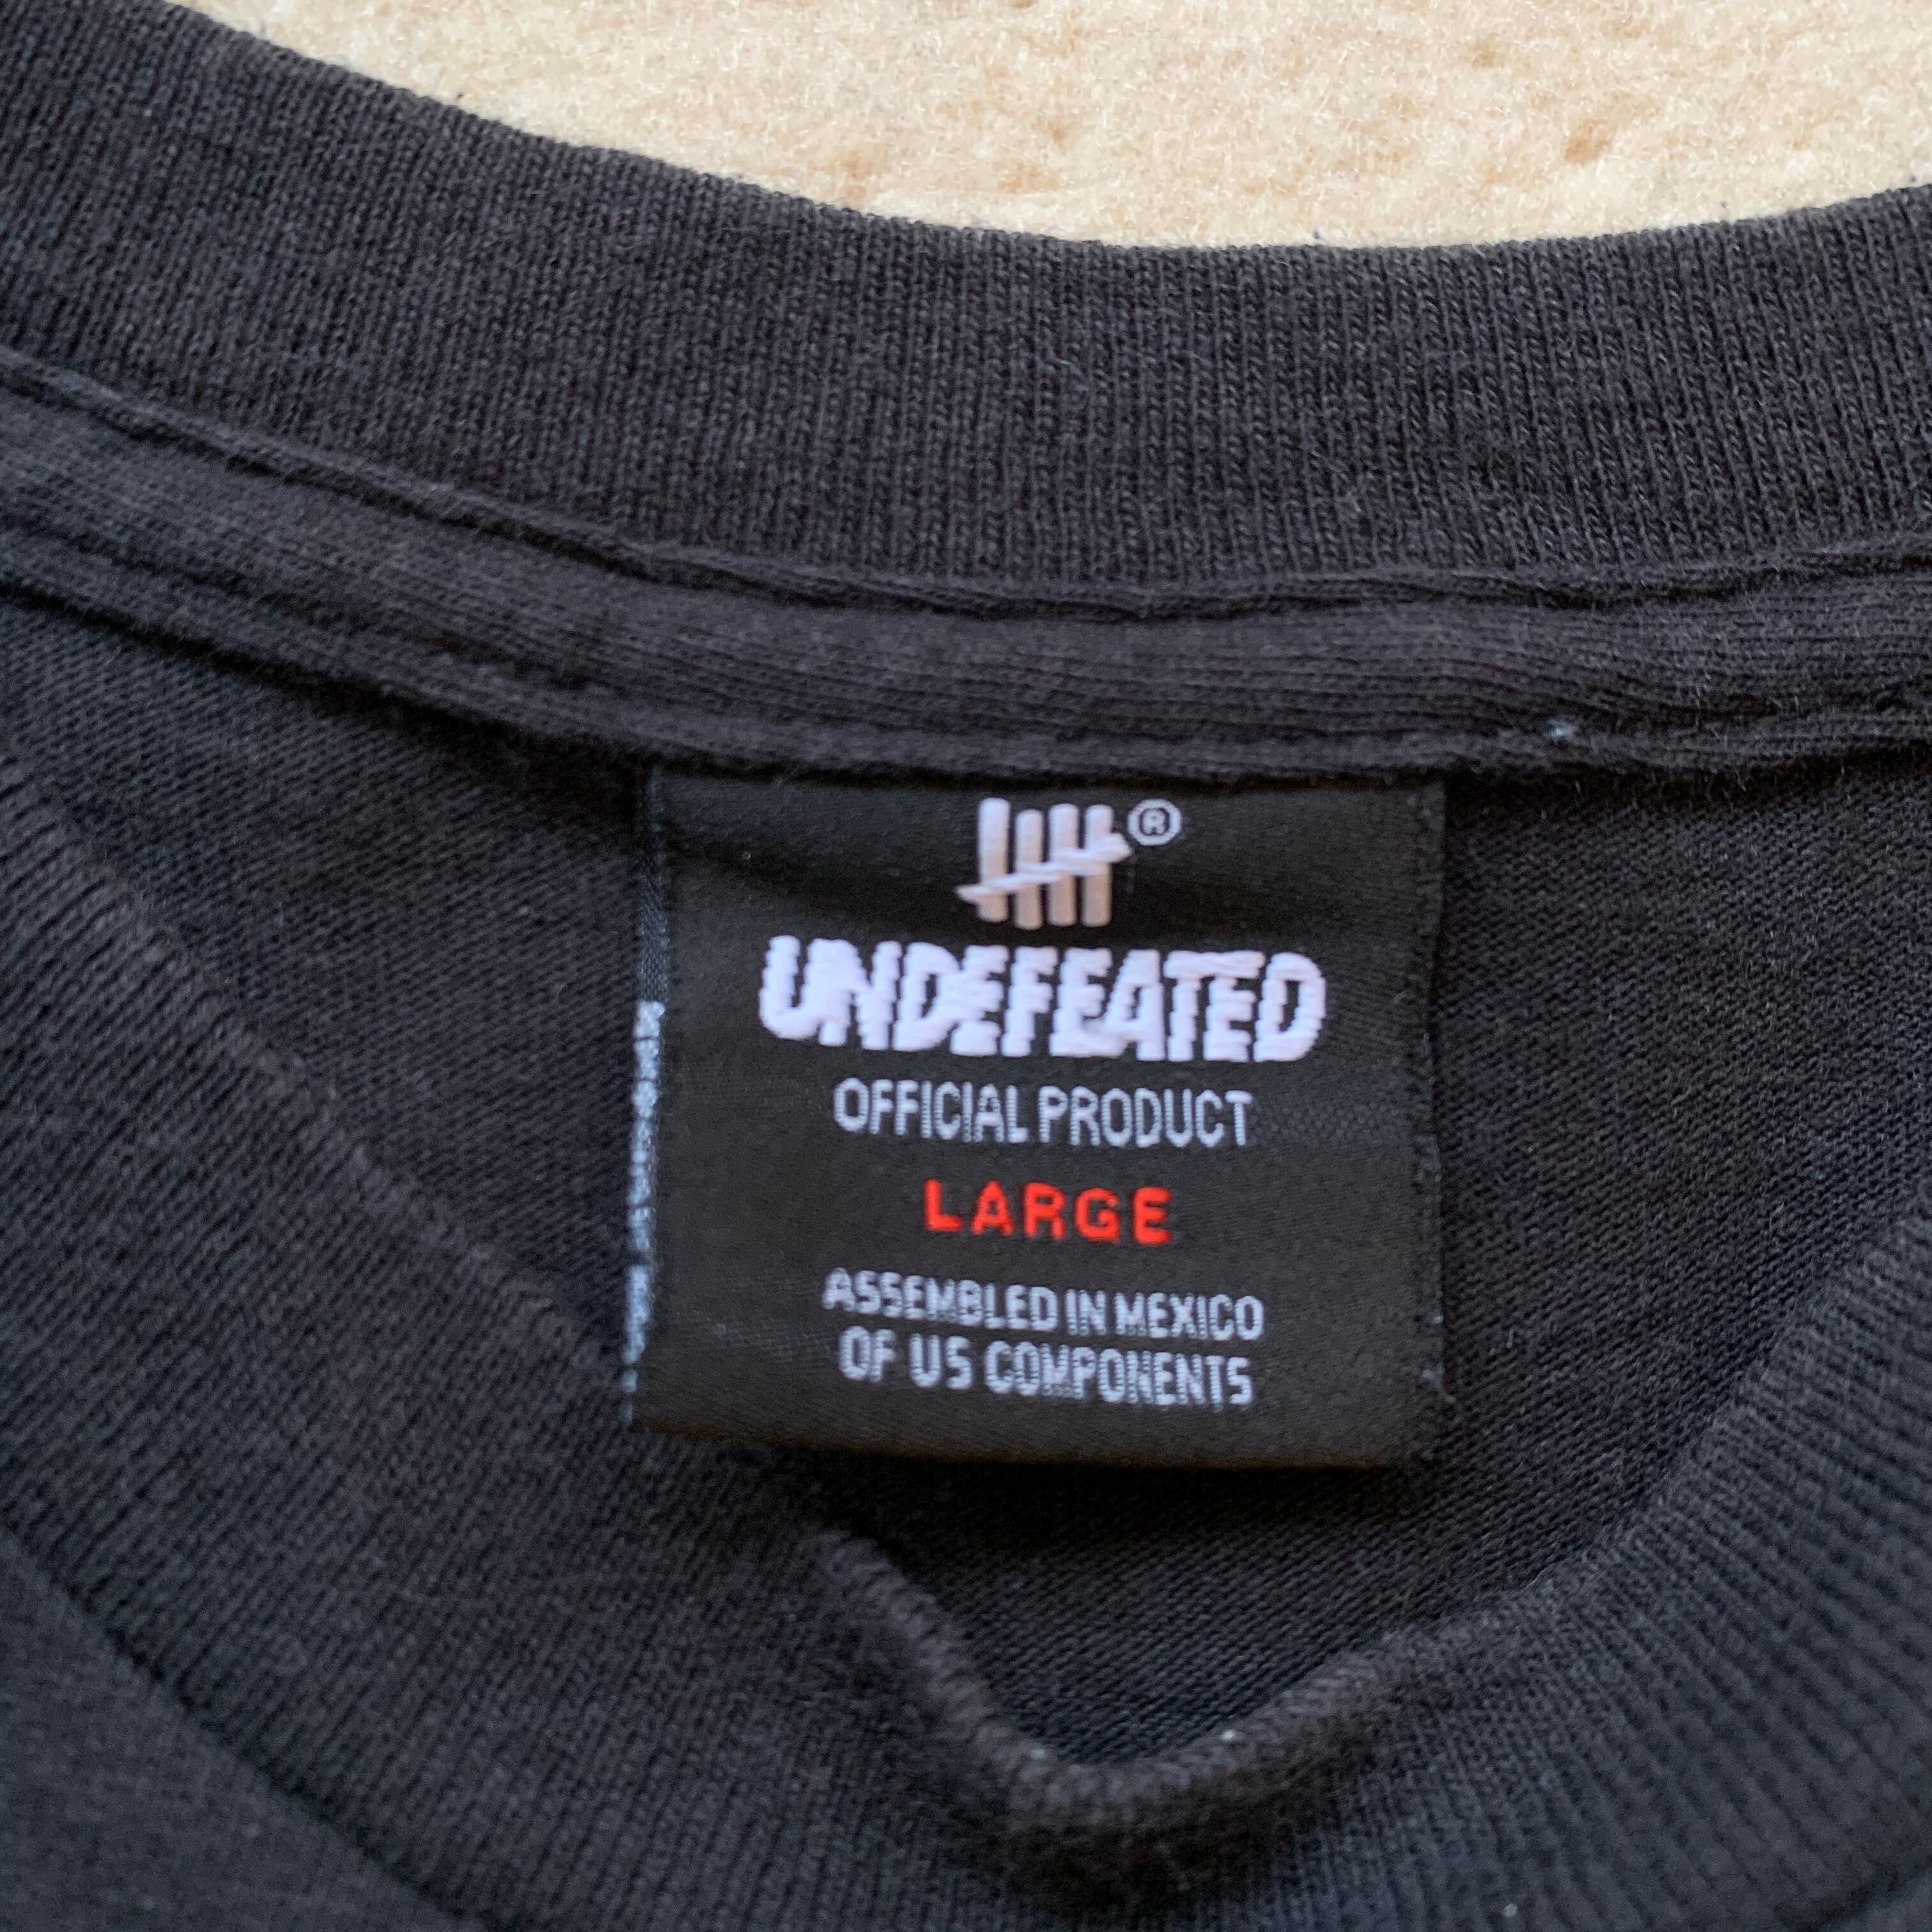 ®
UNDEFEATED
OFFICIAL PRODUCT
LARGE
ASSEMBLED IN MEXICO
OF US COMPONENTS